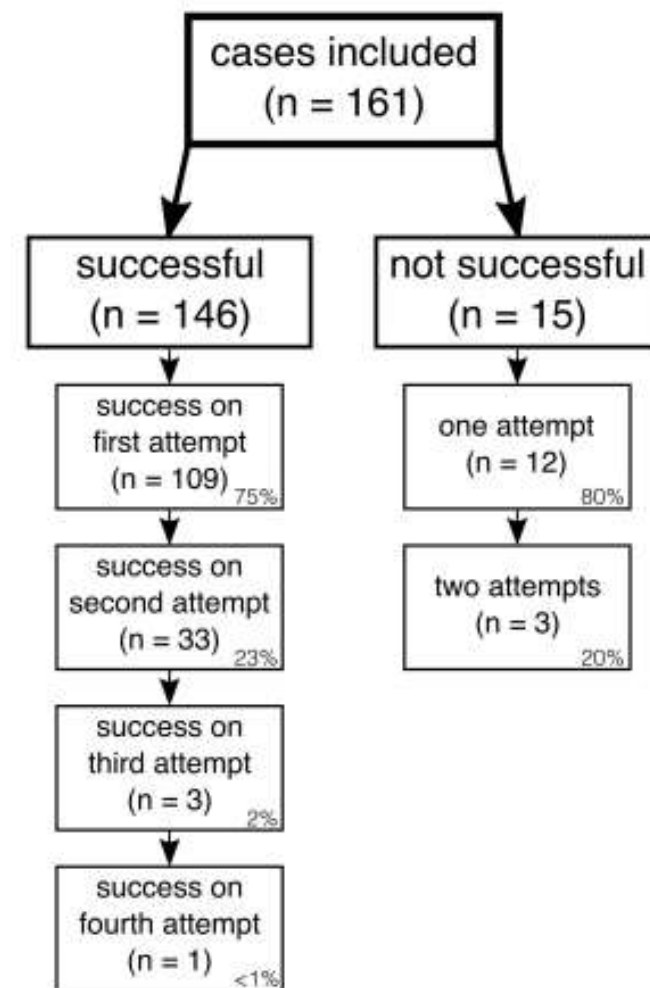 cases included
(n = 161)
successful
(n = 146)
not successful
(n = 15)
success on
first attempt
(n = 109)
75%
one attempt
(n = 12)
80%
success on
second attempt
(n = 33)
23%
two attempts
(n = 3)
20%
success on
third attempt
(n = 3)
2%
success on
fourth attempt
(n = 1)
<1%